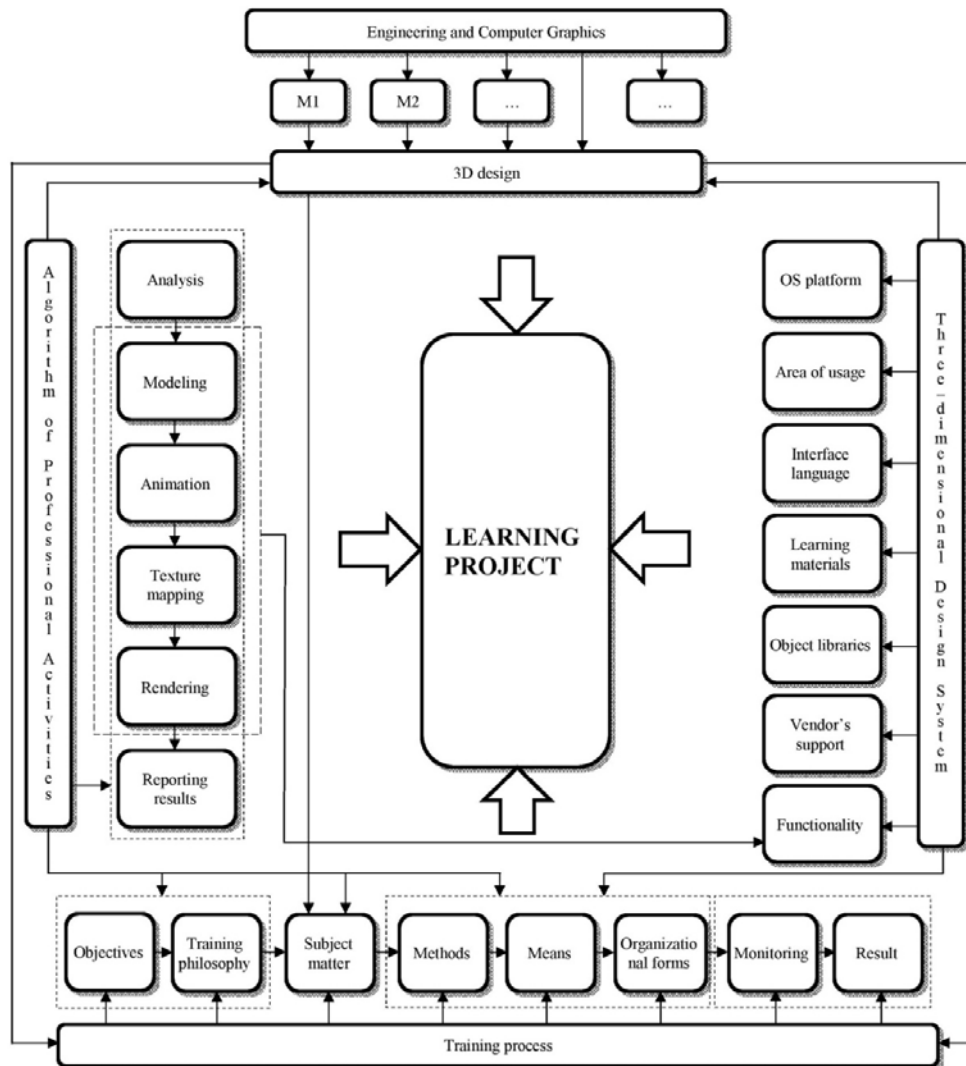 Engineering and Computer Graphics
M1
M2
...
...
3D design
Algorithm of Professional Activities
Analysis
Modeling
Animation
Texture
mapping
Rendering
Reporting
results
LEARNING
PROJECT
OS platform
Area of usage
Interface
language
Learning
materials
Object libraries
Vendor's
support
Functionality
Three-dimensional Design System
Objectives
Training
philosophy
Subject
matter
Methods
Means
Organizatio
nal forms
Monitoring
Result
Training process